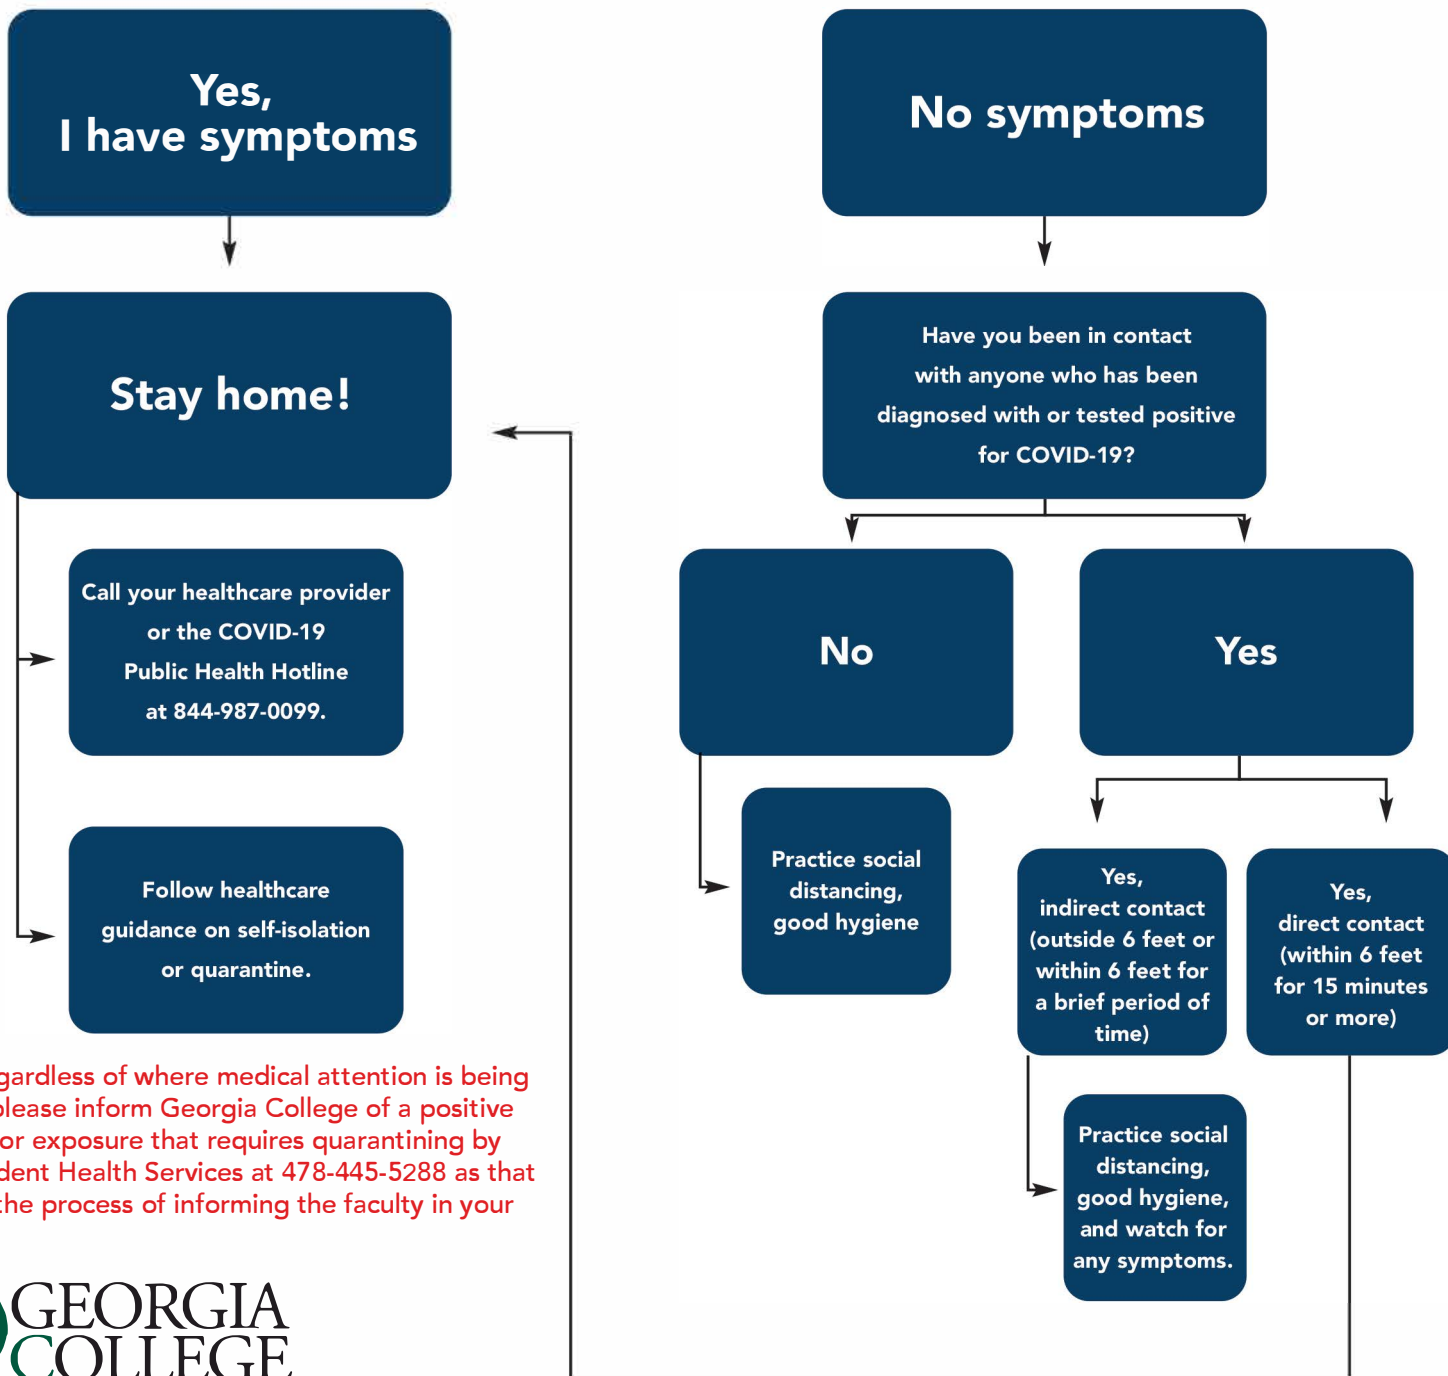 Yes,
I have symptoms
Stay home!
Call your healthcare provider
or the COVID-19
Public Health Hotline
at 844-987-0099.
Follow healthcare
guidance on self-isolation
or quarantine.
gardless of where medical attention is being
please inform Georgia College of a positive
or exposure that requires quarantining by
dent Health Services at 478-445-5288 as that
the process of informing the faculty in your
GEORGIA
COLLEGE
No symptoms
Have you been in contact
with anyone who has been
diagnosed with or tested positive
for COVID-19?
No
Practice social
distancing,
good hygiene
Yes
Yes,
indirect contact
(outside 6 feet or
within 6 feet for
a brief period of
time)
Practice social
distancing,
good hygiene,
and watch for
any symptoms.
Yes,
direct contact
(within 6 feet
for 15 minutes
or more)